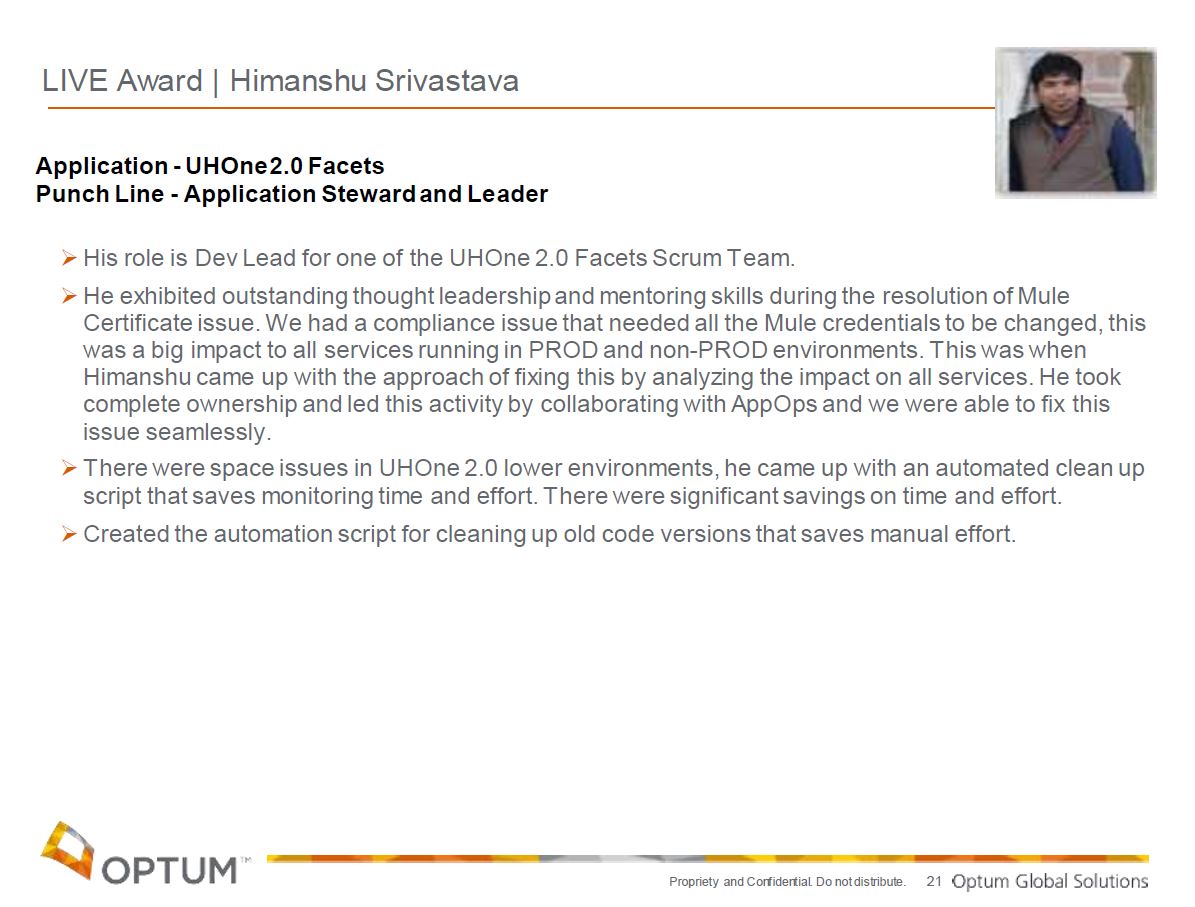 LIVE Award | Himanshu Srivastava
Application - UHOne 2.0 Facets
Punch Line - Application Steward and Leader
His role is Dev Lead for one of the UHOne 2.0 Facets Scrum Team.
He exhibited outstanding thought leadership and mentoring skills during the resolution of Mule
Certificate issue. We had a compliance issue that needed all the Mule credentials to be changed, this
was a big impact to all services running in PROD and non-PROD environments. This was when
Himanshu came up with the approach of fixing this by analyzing the impact on all services. He took
complete ownership and led this activity by collaborating with AppOps and we were able to fix this
issue seamlessly.
There were space issues in UHOne 2.0 lower environments, he came up with an automated clean up
script that saves monitoring time and effort. There were significant savings on time and effort.
Created the automation script for cleaning up old code versions that saves manual effort.
OPTUM™
Propriety and Confidential. Do not distribute. 21 Optum Global Solutions